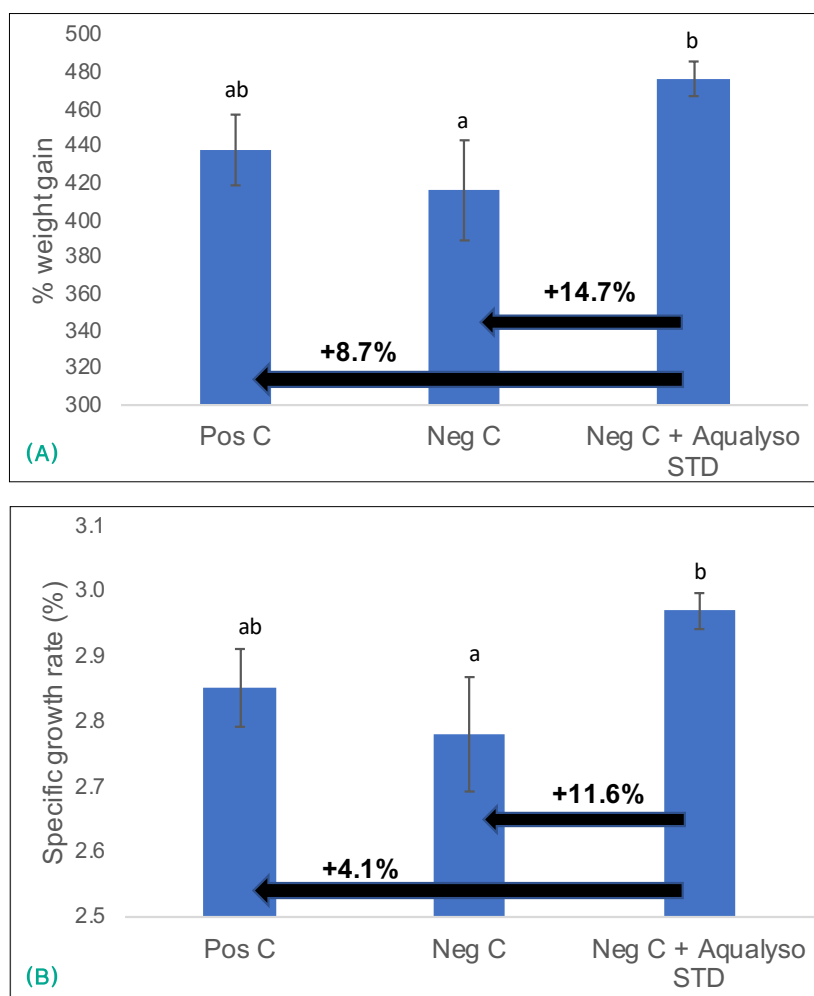 500
480
460
440
420
400
380
360
340
320
300
% weight gain
ab
a
b
+14.7%
+8.7%
Pos C
Neg C
Neg C + Aqualyso
STD
(A)
3.1
3.0
2.9
2.8
2.7
2.6
2.5
Specific growth rate (%)
ab
a
b
+11.6%
+4.1%
Pos C
Neg C
Neg C + Aqualyso
STD
(B)